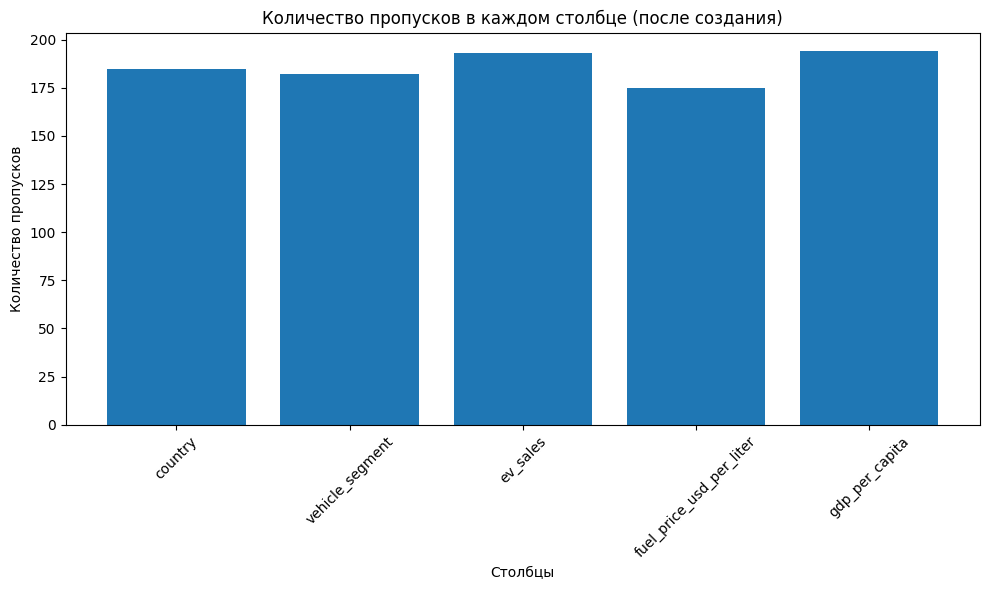 Количество пропусков в каждом столбце (после создания)
Количество пропусков
200
175
150
125
100
75
50
25
0
country
vehicle_segment
ev_sales
fuel_price_usd_per_liter
gdp_per_capita
Столбцы